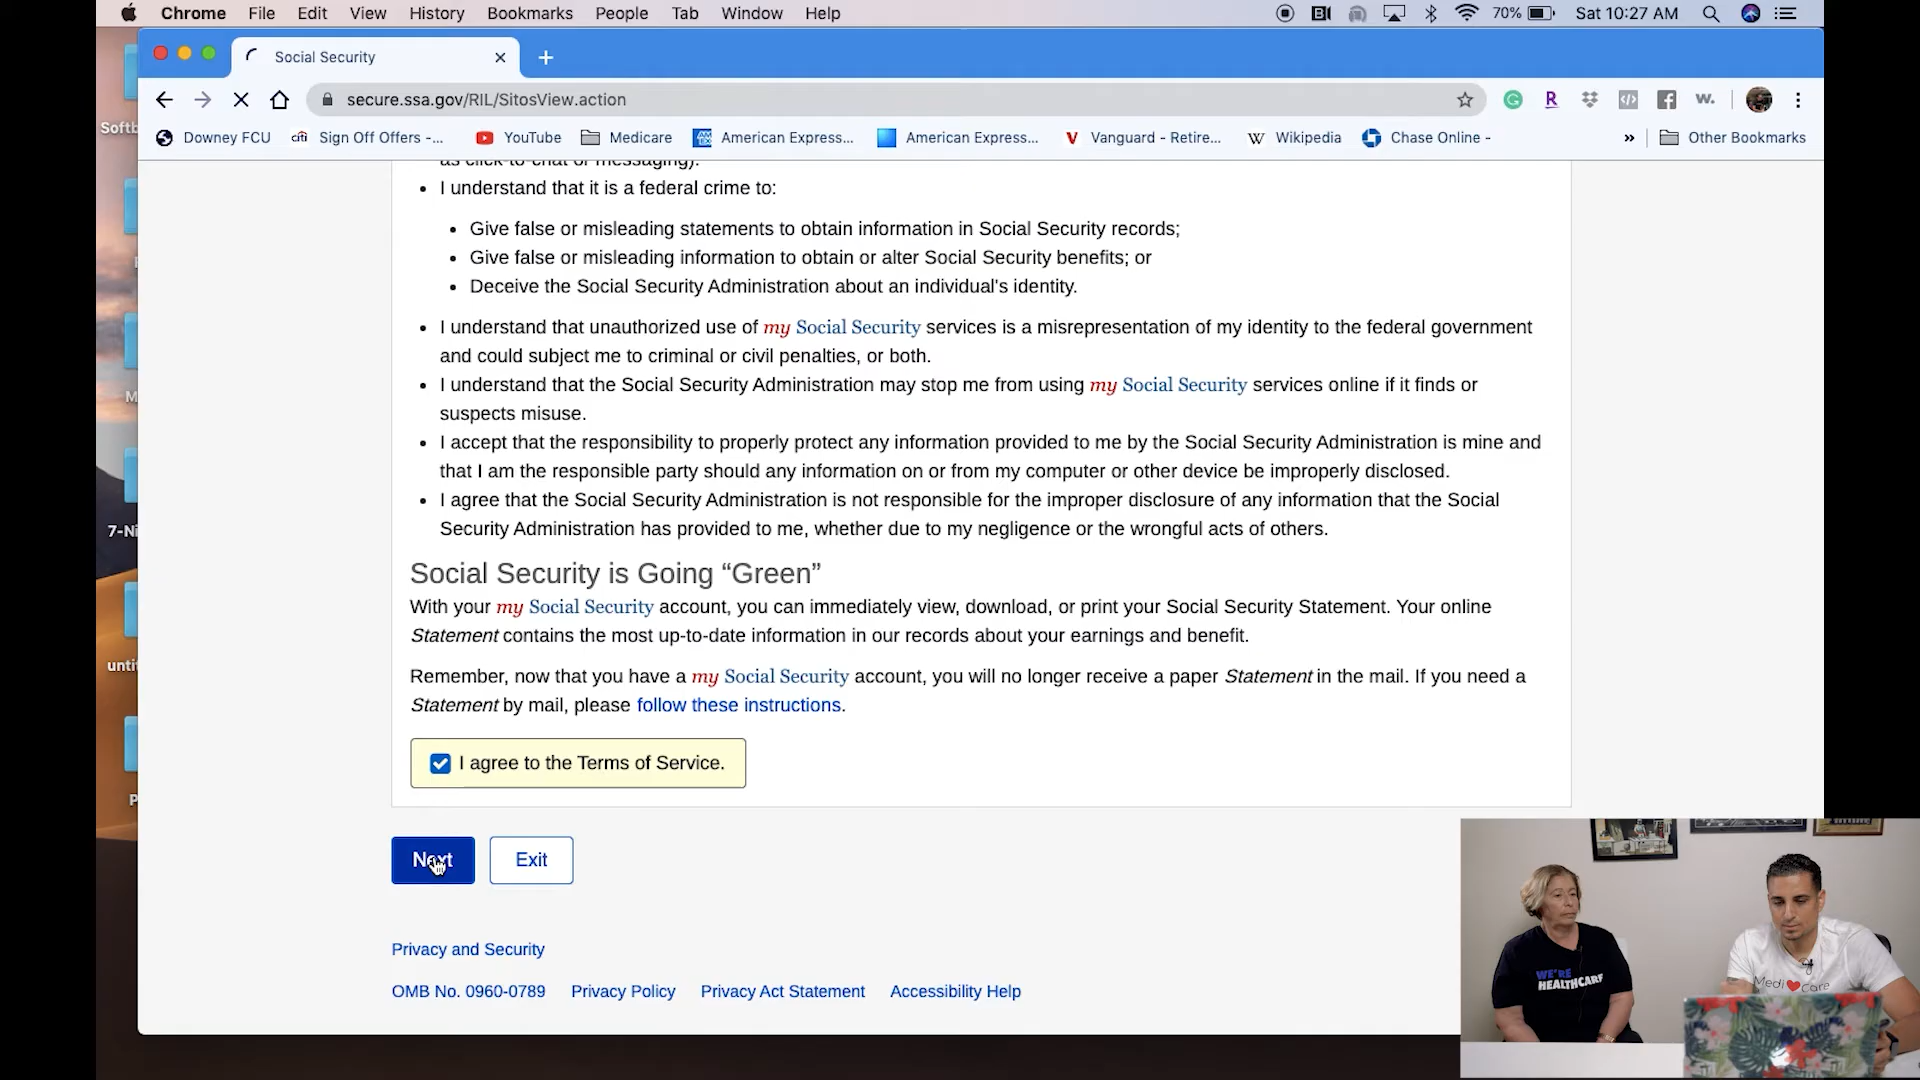 Chrome File Edit View History Bookmarks People Tab Window Help 70% Sat 10:27 AM
Social Security
secure.ssa.gov/RIL/SitosView.action
Downey FCU citi Sign Off Offers -... YouTube Medicare American Express... American Express... Vanguard - Retire... Wikipedia Chase Online - » Other Bookmarks
as click-to-chat or messaging).
• I understand that it is a federal crime to:
• Give false or misleading statements to obtain information in Social Security records;
• Give false or misleading information to obtain or alter Social Security benefits; or
• Deceive the Social Security Administration about an individual's identity.
• I understand that unauthorized use of my Social Security services is a misrepresentation of my identity to the federal government
and could subject me to criminal or civil penalties, or both.
• I understand that the Social Security Administration may stop me from using my Social Security services online if it finds or
suspects misuse.
• I accept that the responsibility to properly protect any information provided to me by the Social Security Administration is mine and
that I am the responsible party should any information on or from my computer or other device be improperly disclosed.
• I agree that the Social Security Administration is not responsible for the improper disclosure of any information that the Social
Security Administration has provided to me, whether due to my negligence or the wrongful acts of others.
Social Security is Going “Green”
With your my Social Security account, you can immediately view, download, or print your Social Security Statement. Your online
Statement contains the most up-to-date information in our records about your earnings and benefit.
Remember, now that you have a my Social Security account, you will no longer receive a paper Statement in the mail. If you need a
Statement by mail, please follow these instructions.
I agree to the Terms of Service.
Next Exit
Privacy and Security
OMB No. 0960-0789 Privacy Policy Privacy Act Statement Accessibility Help
WE'RE
HEALTHCARE
Medi Care